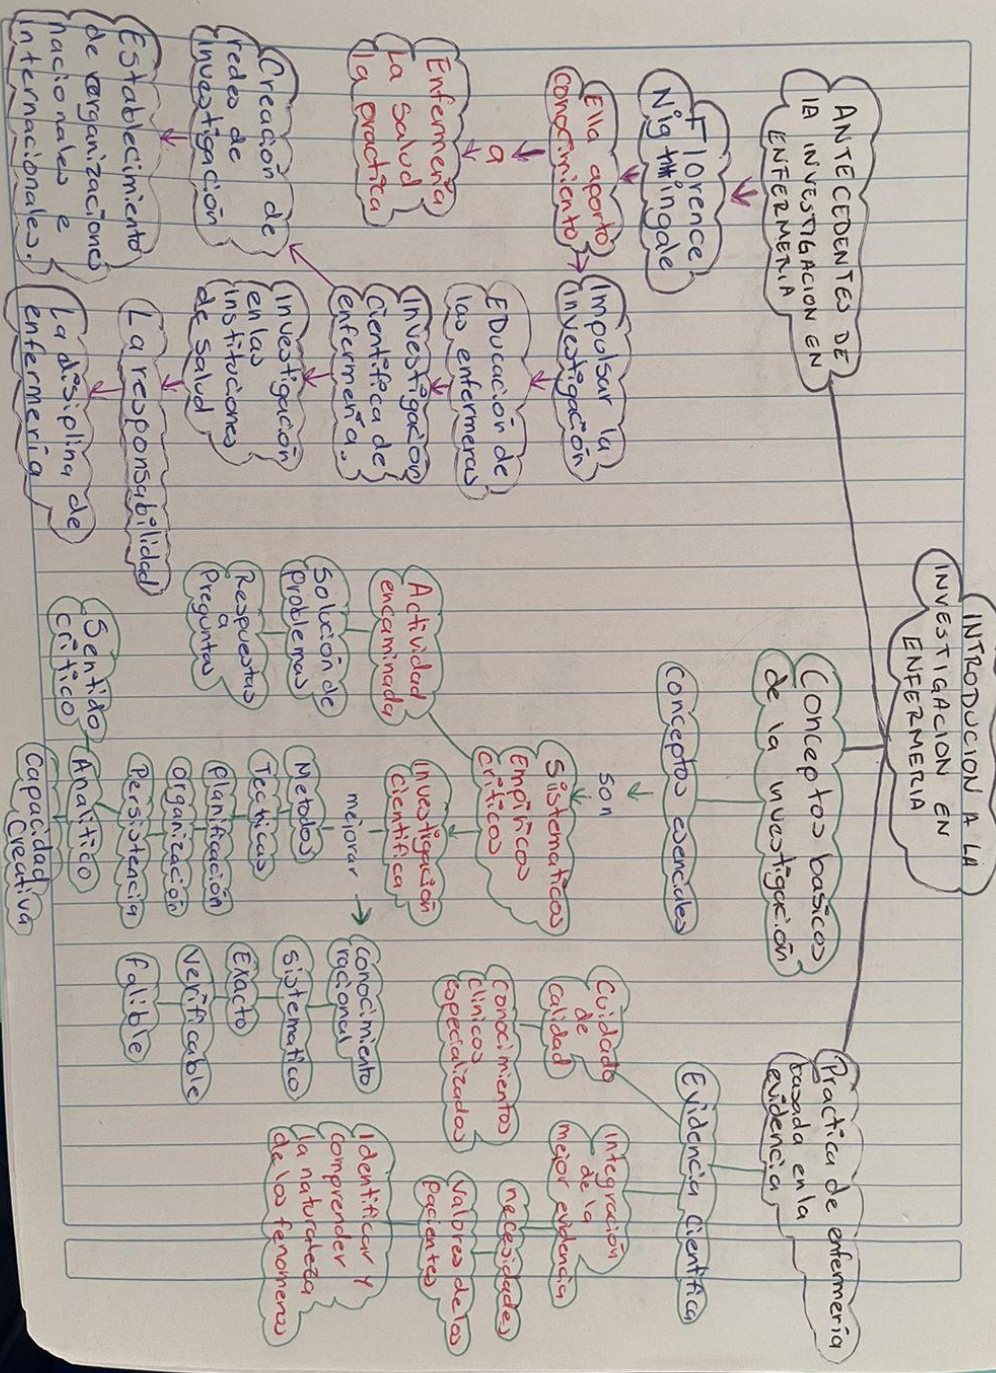 INTRODUCION A LA
INVESTIGACION EN
ENFERMERIA
ANTECEDENTES DE
lA INVESTIGACION EN
ENFERMERIA
Florence
Nightiingale
Ella aporto
conocimiento
a
Enfermeria
La salud
la practica
Impolsar la
investigación
EDucación de
las enfermeras
Investigación
cientifica de
enfermeria.
Investigación
en las
instituciones
de salud
La responsabilidad
La disiplina de
enfermeria
Creación de
redes de
investigación
Establecimiento
de organizaciones
nacionales e
internacionales.
Conceptos basicos
de la investigación
conceptos esenciales
son
Siistematicos
Empiricos
criticos
Actividad
encaminada
Solución de
problemas
Respuestas
a
Preguntas
Investigación
cientifica
mejorar
Metodos
Tecticas
Planificación
organización
Persistencia
Analitico
Sentido
critico
Capacidad
Creativa
conocimiento
racional
sistematico
Exacto
verificable
falible
Practica de enfermeria
basada en la
evidencia
Evidencia cientifica
Cuidado
de
calidad
Conocimientos
clinicos
especializados
Integración
de la
mejor evidencia
necesidades
valores de los
pacientes
Identificar y
comprender
la naturaleza
de los fenomenos